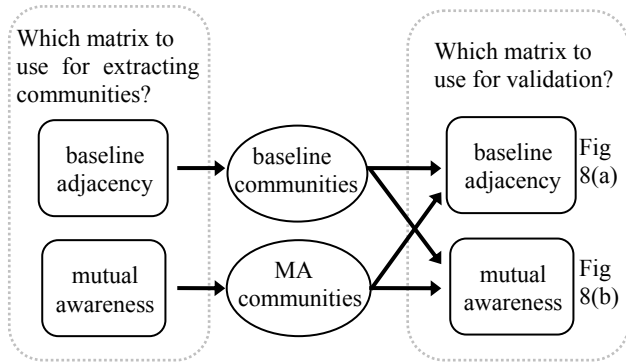 Which matrix to
use for extracting
communities?
baseline
adjacency
mutual
awareness
baseline
communities
MA
communities
Which matrix to
use for validation?
baseline
adjacency
Fig
8(a)
mutual
awareness
Fig
8(b)